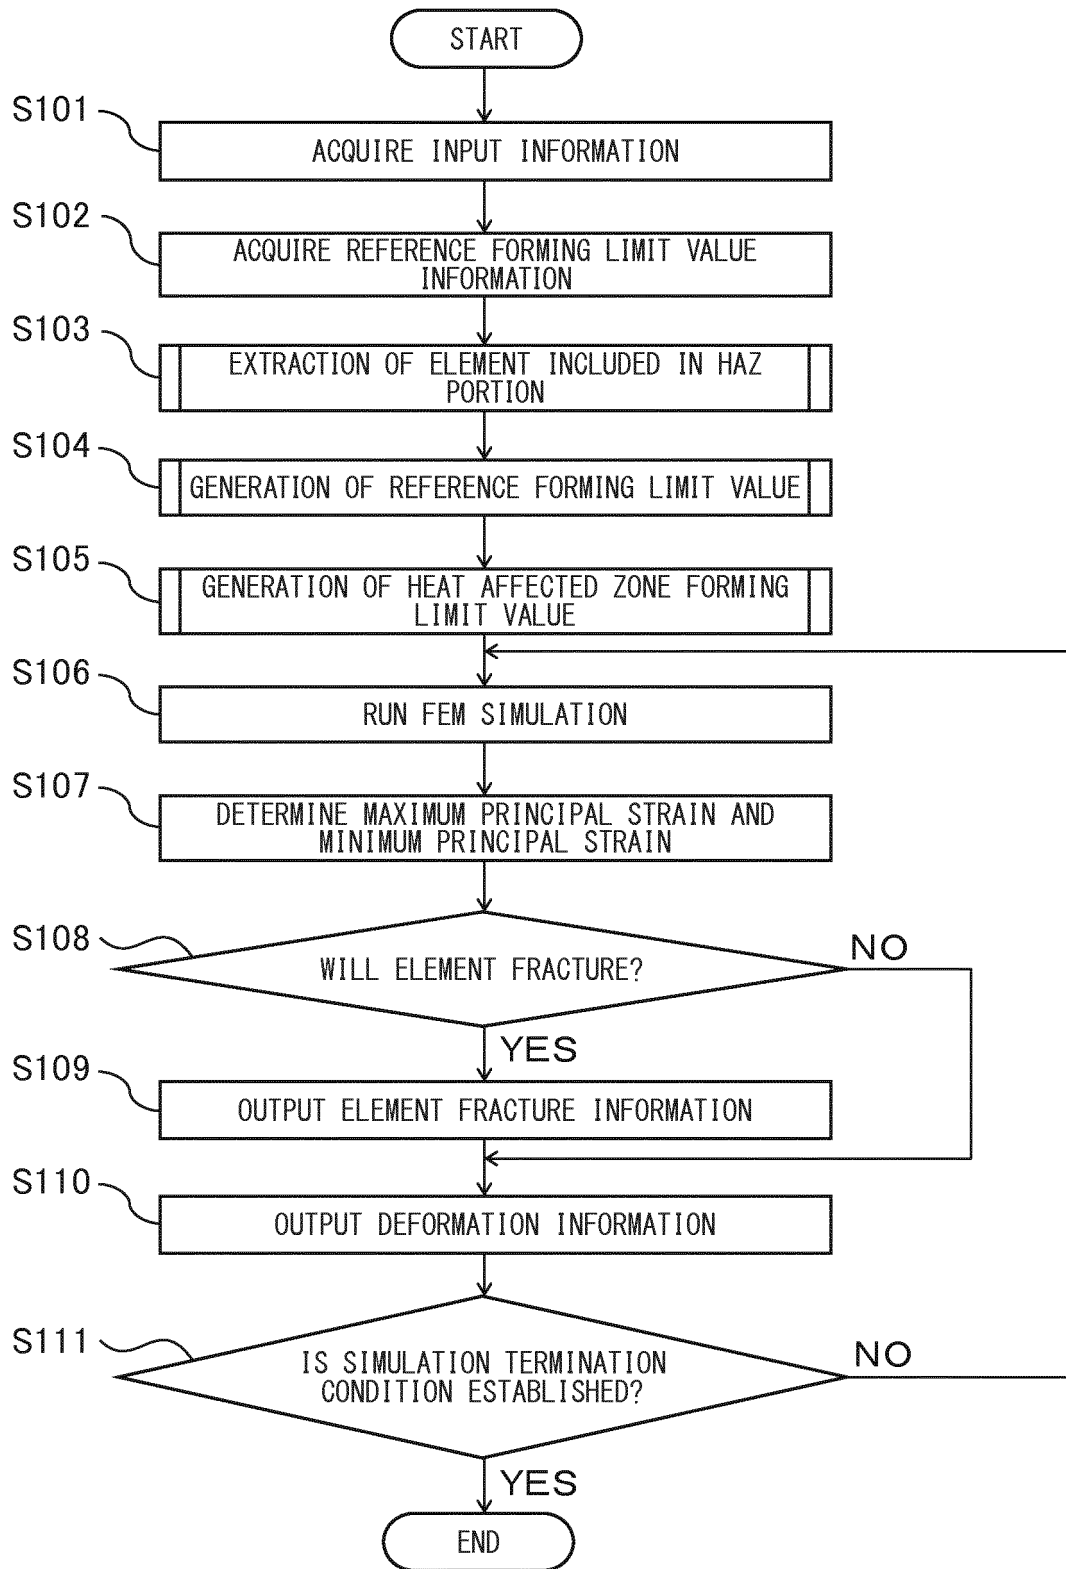 START
S101
ACQUIRE INPUT INFORMATION
S102
ACQUIRE REFERENCE FORMING LIMIT VALUE
INFORMATION
S103
EXTRACTION OF ELEMENT INCLUDED IN HAZ
PORTION
S104
GENERATION OF REFERENCE FORMING LIMIT VALUE
S105
GENERATION OF HEAT AFFECTED ZONE FORMING
LIMIT VALUE
S106
RUN FEM SIMULATION
S107
DETERMINE MAXIMUM PRINCIPAL STRAIN AND
MINIMUM PRINCIPAL STRAIN
S108
WILL ELEMENT FRACTURE?
NO
YES
S109
OUTPUT ELEMENT FRACTURE INFORMATION
S110
OUTPUT DEFORMATION INFORMATION
S111
IS SIMULATION TERMINATION
CONDITION ESTABLISHED?
NO
YES
END